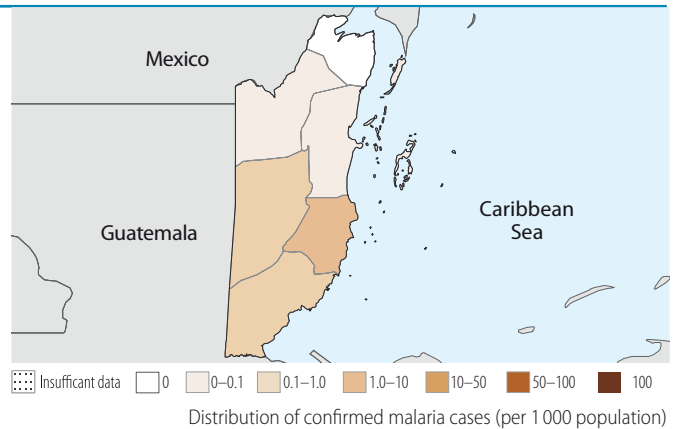 Mexico
Guatemala
Caribbean
Sea
Insufficant data 0 0–0.1 0.1–1.0 1.0–10 10–50 50–100 100
Distribution of confirmed malaria cases (per 1 000 population)